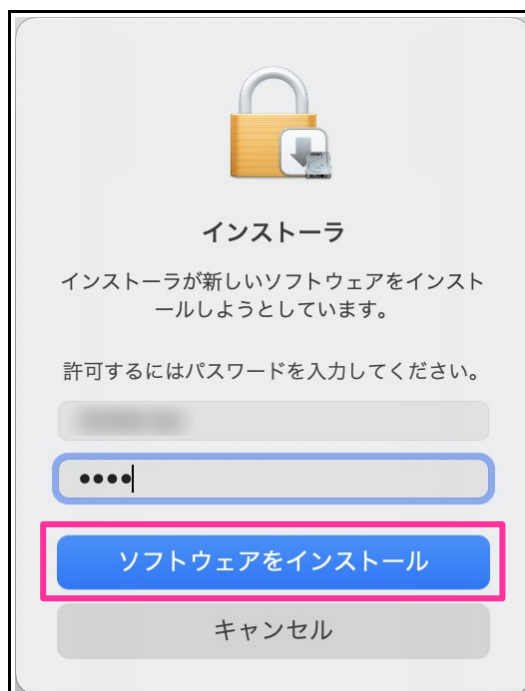 インストーラ
インストーラが新しいソフトウェアをインスト
ールしようとしています。
許可するにはパスワードを入力してください。
••••
ソフトウェアをインストール
キャンセル